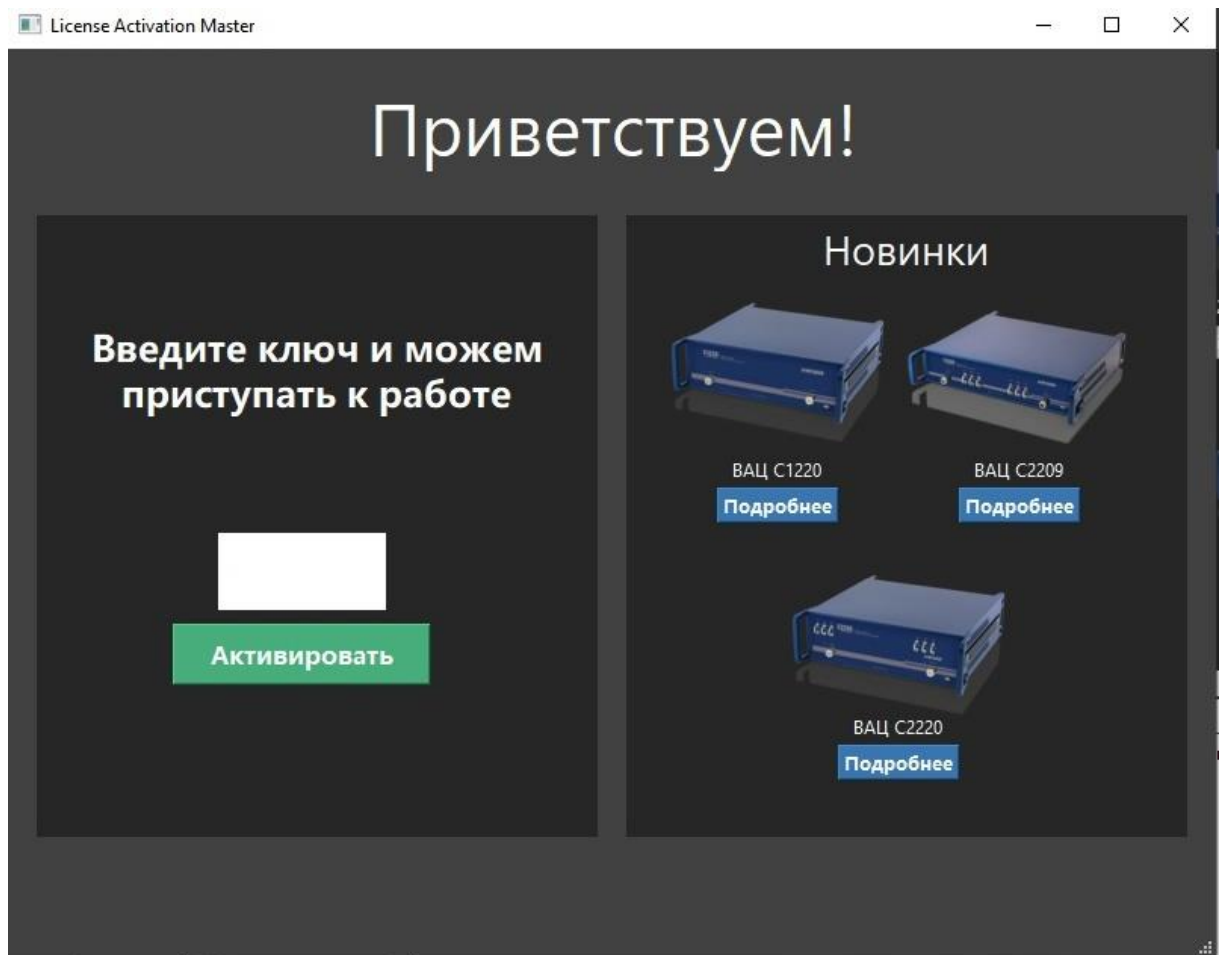 License Activation Master
Приветствуем!
Введите ключ и можем
приступать к работе
Активировать
Новинки
ВАЦ С1220
Подробнее
ВАЦ С2209
Подробнее
ВАЦ С2220
Подробнее